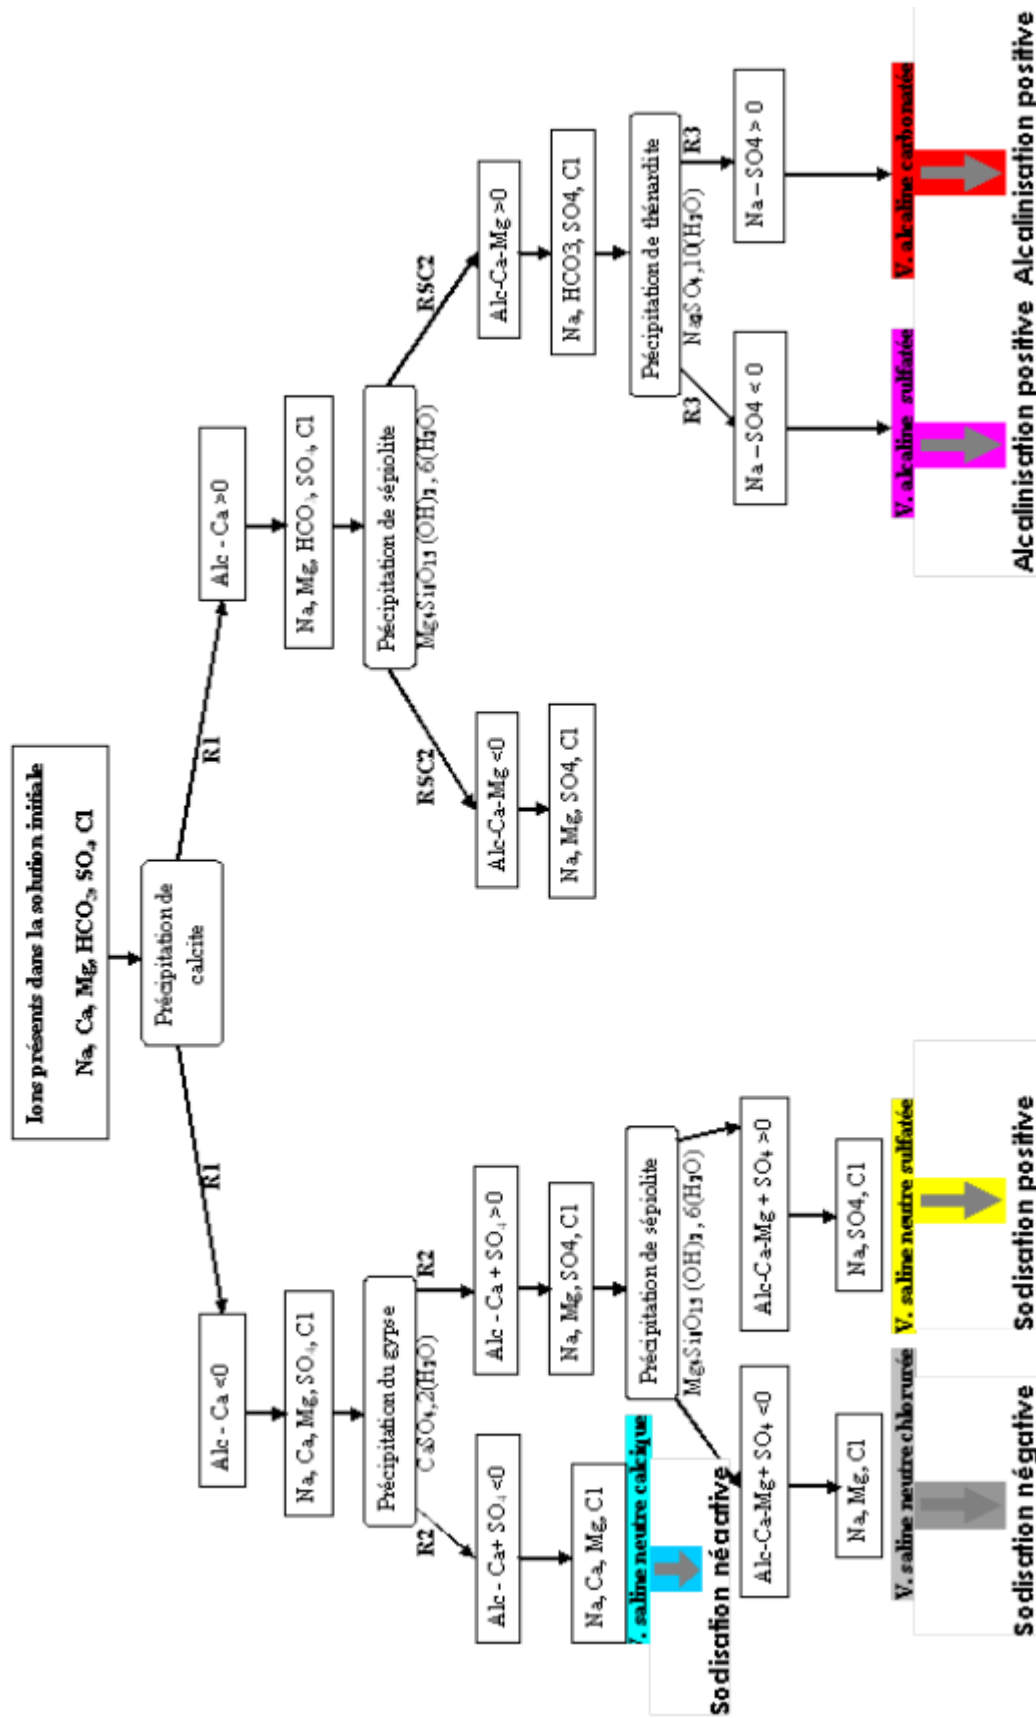 Ions présents dans la solution initiale
Na, Ca, Mg, HCO₃, SO₄, Cl
Précipitation de
calcite
R1
R1
Alc - Ca <0
Alc - Ca >0
Na, Ca, Mg, SO₄, Cl
Na, Mg, HCO₃, SO₄, Cl
Précipitation du gypse
CaSO₄,2(H₂O)
Précipitation de sépiolite
(OH)₂, 6(H₂O)
R2
R2
RSC2
RSC2
Alc - Ca+ SO₄ <0
Alc - Ca + SO₄ >0
Alc-Ca-Mg <0
Alc-Ca-Mg >0
Na, Ca, Mg, Cl
Na, Mg, SO4, Cl
Na, Mg, SO4, Cl
Na, HCO3, SO4, Cl
V. saline neutre calcique
Sodisation néactive
Précipitation de sépiolite
(OH)₂, 6(H₂O)
Précipitation de thénardite
Na₂SO₄,10(H₂O)
R3
R3
Alc-Ca-Mg+ SO₄ <0
Alc-Ca-Mg + SO₄ >0
Na – SO4 < 0
Na – SO4 > 0
Na, Mg, Cl
Na, SO4, Cl
V. saline neutre chlorurée
V. saline neutre sulfatée
V. alcaline sulfatée
V. alcaline carbonatée
Sodisation négative
Sodisation positive
Alcalinisation positive
Alcalinisation positive